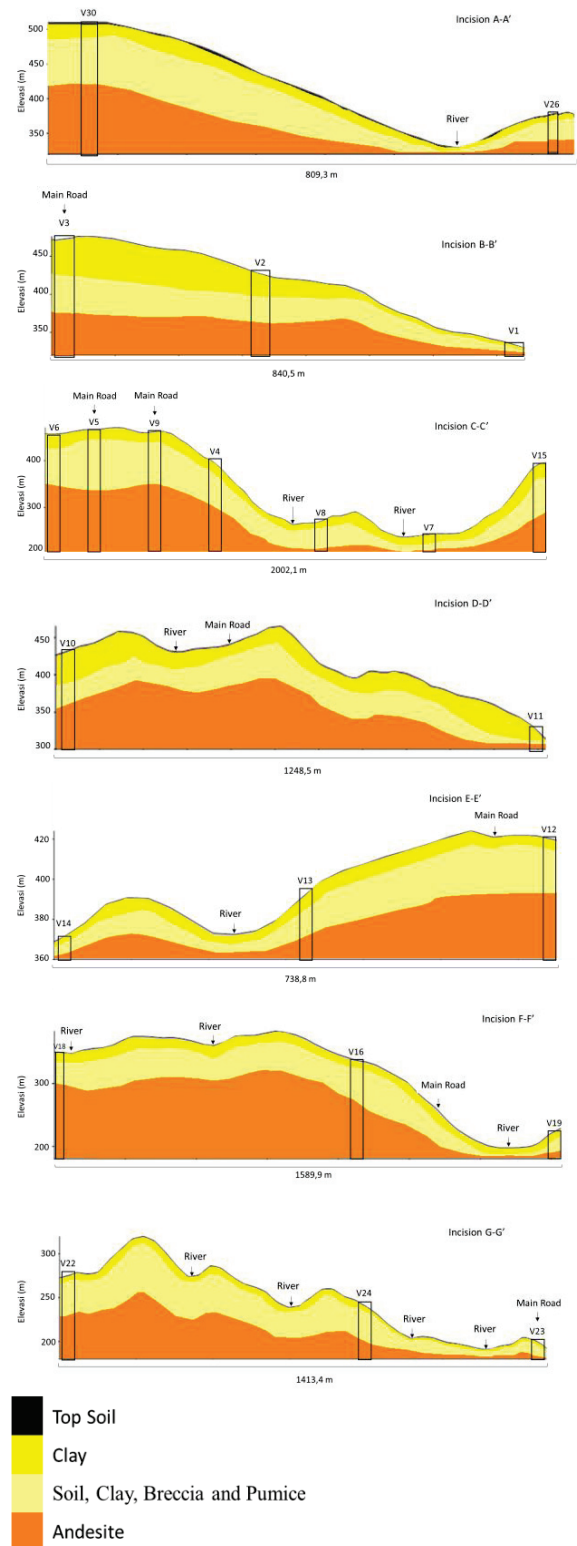 Incision A-A'
V30
500
450
400
350
Elevasi (m)
River
V26
809,3 m
Main Road
V3
Incision B-B'
V2
450
400
350
Elevasi (m)
V1
840,5 m
Main Road Main Road
V6 V5 V9
Incision C-C'
V4
V15
400
300
200
Elevasi (m)
River
V8
River
V7
2002,1 m
Incision D-D'
V10
River
Main Road
450
400
350
300
Elevasi (m)
V11
1248,5 m
Incision E-E'
Main Road
V12
420
400
380
360
Elevasi (m)
V13
V14
River
738,8 m
Incision F-F'
V18
River
River
V16
Main Road
300
200
Elevasi (m)
River
V19
1589,9 m
Incision G-G'
V22
River
300
250
200
Elevasi (m)
River
V24
River
River
Main Road
V23
1413,4 m
Top Soil
Clay
Soil, Clay, Breccia and Pumice
Andesite